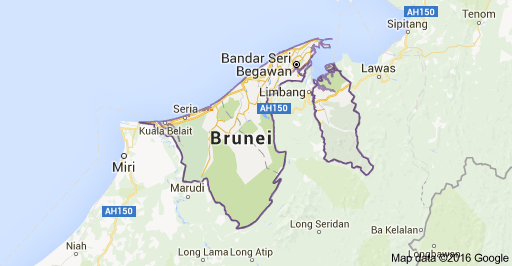 AH150
Tenom
Sipitang
Bandar Seri
Begawan
Lawas
Limbang
AH150
Seria
Kuala Belait
Brunei
Miri
Marudi
AH150
Long Seridan
Ba Kelalan
Niah
Long Lama
Long Atip
Longbawan
Map data ©2016 Google